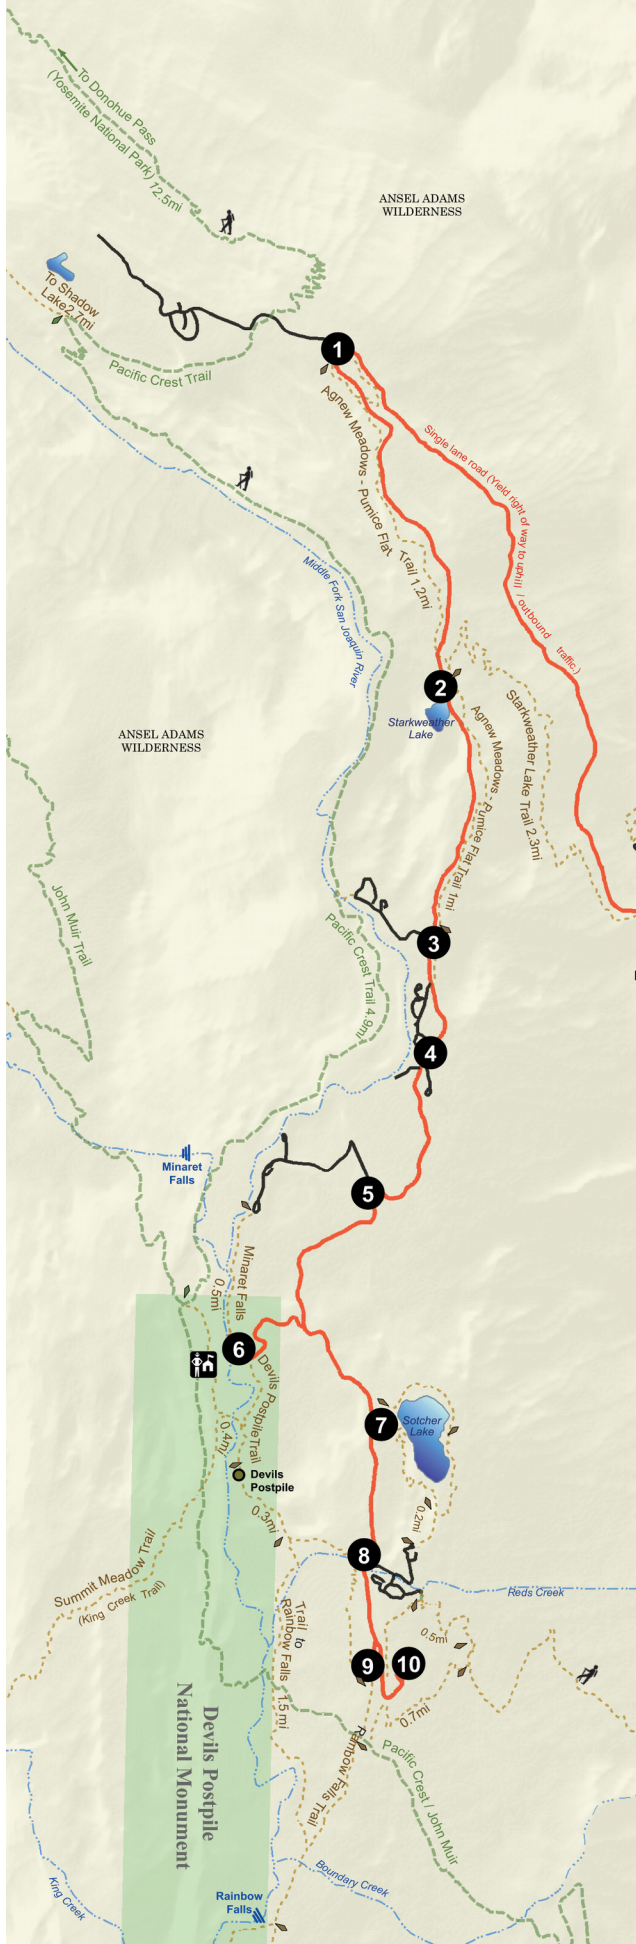 To Donohue Pass
(Yosemite National Park) 12.5mi
ANSEL ADAMS
WILDERNESS
To Shadow
Lake2.7mi
1
Pacific Crest Trail
Agnew Meadows - Pumice Flat
Trail 1.2mi
Single lane road (Yield right of way to uphill / outbound traffic.)
Middle Fork San Joaquin
River
2
Starkweather
Lake
Agnew Meadows - Pumice Flat Trail 1mi
Starkweather Lake Trail 2.3mi
ANSEL ADAMS
WILDERNESS
John Muir Trail
3
Pacific Crest Trail 4.9mi
4
Minaret
Falls
5
Minaret Falls
0.5mi
6
Devils Postpile Trail
7
Sotcher
Lake
0.4mi
Devils
Postpile
0.2mi
0.3mi
8
Summit Meadow Trail
(King Creek Trail)
Reds Creek
Trail to
Rainbow Falls 1.5 mi
0.5mi
9
10
0.7mi
Devils Postpile
National Monument
Rainbow Falls Trail
Pacific Crest / John Muir
Boundary Creek
King Creek
Rainbow
Falls